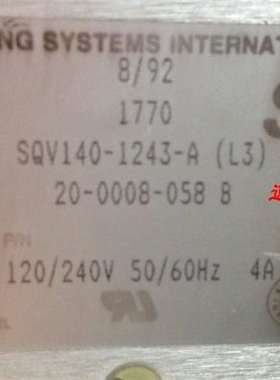 NG SYSTEMS INTERNAT
8/92
1770
SQV140-1243-A (L3)
20-0008-058 B
P/N
120/240V 50/60Hz 4A